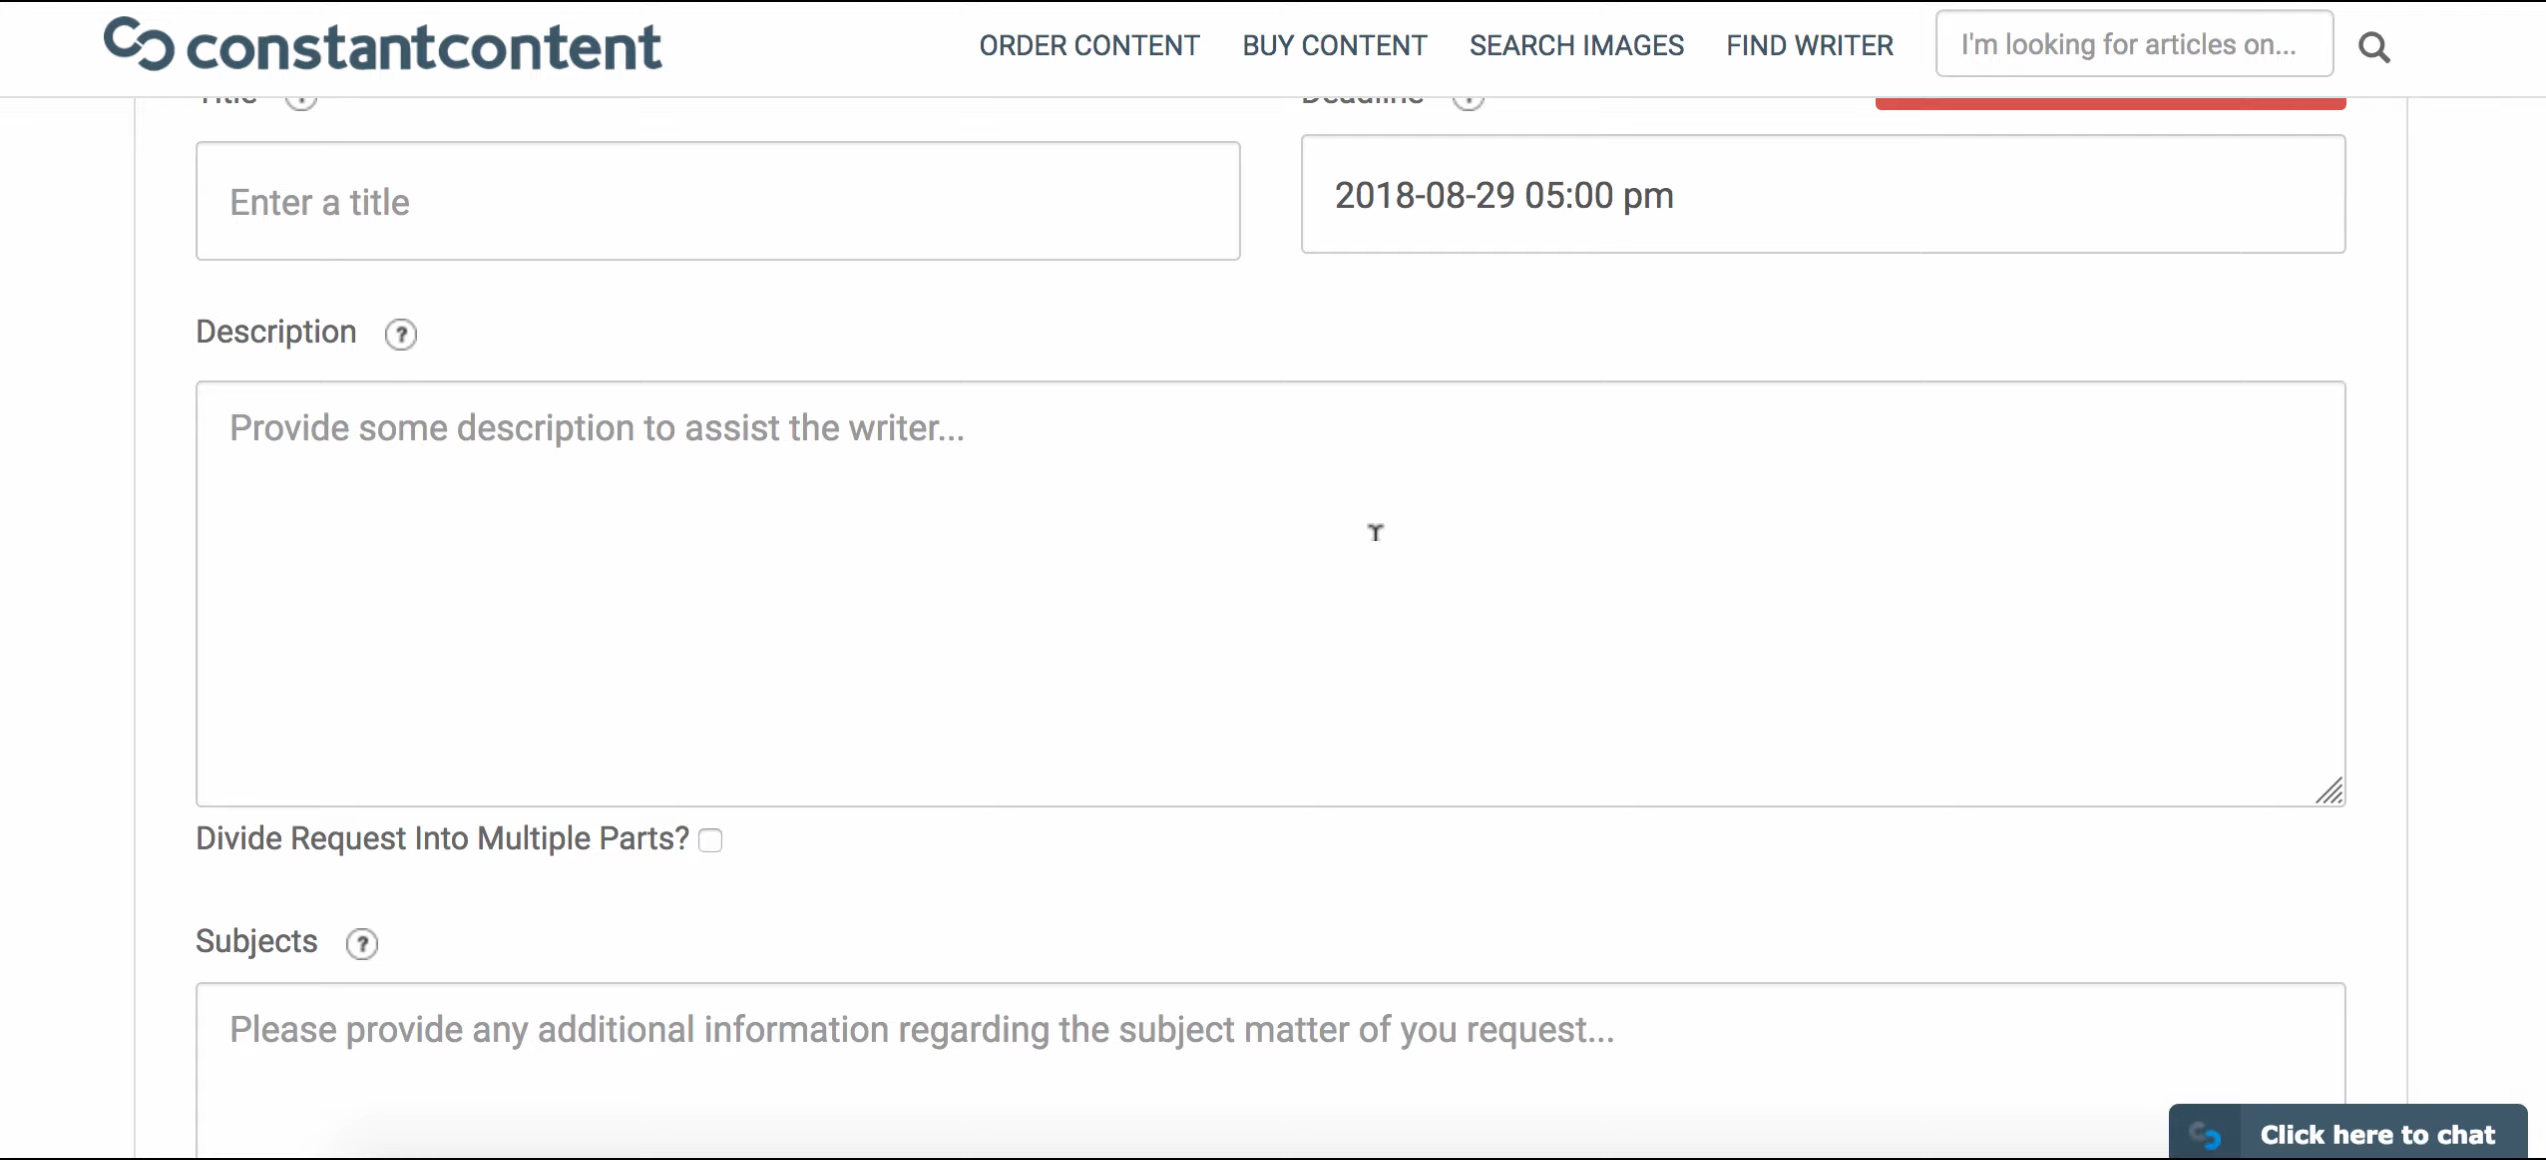 constantcontent
ORDER CONTENT BUY CONTENT SEARCH IMAGES FIND WRITER I'm looking for articles on...
Title ? Deadline ?
Enter a title
2018-08-29 05:00 pm
Description ?
Provide some description to assist the writer...
Divide Request Into Multiple Parts?
Subjects ?
Please provide any additional information regarding the subject matter of you request...
Click here to chat